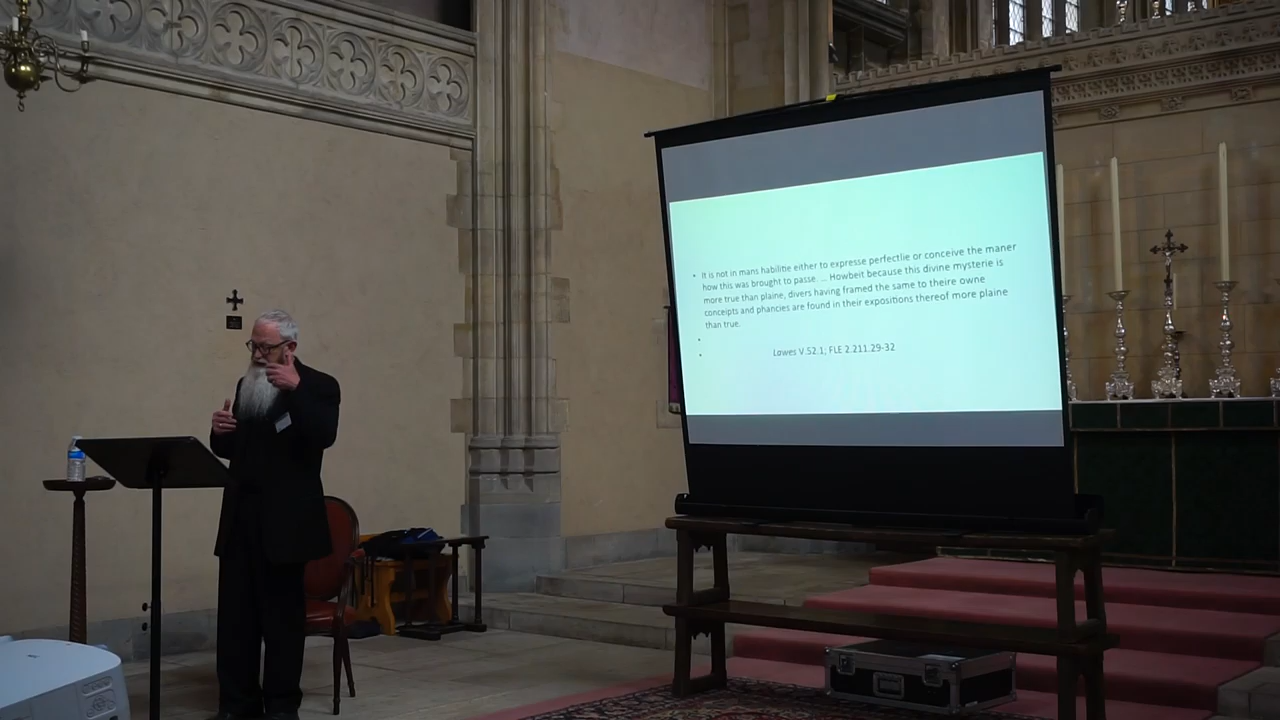 It is not in mans habilitie either to expresse perfectlie or conceive the maner
how this was brought to passe. ... Howbeit because this divine mysterie is
more true than plaine, divers having framed the same to theire owne
conceipts and phancies are found in their expositions thereof more plaine
than true.
Lawes V.52.1; FLE 2.211.29-32